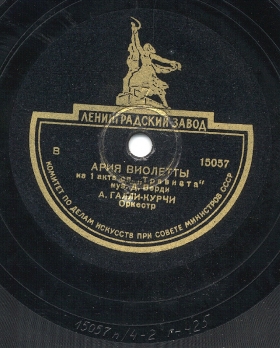 ЛЕНИНГРАДСКИЙ ЗАВОД
В 15057
АРИЯ ВИОЛЕТТЫ
из 1 акта оп. „Травиата"
муз. Д. Верди
А. ГАЛЛИ-КУРЧИ
Оркестр
КОМИТЕТ ПО ДЕЛАМ ИСКУССТВ ПРИ СОВЕТЕ МИНИСТРОВ СССР
15057